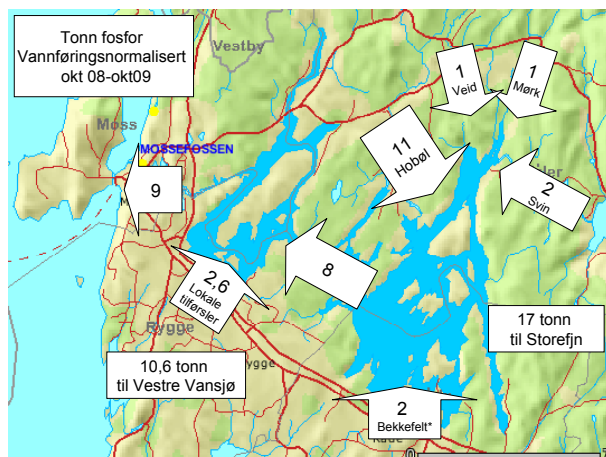 Tonn fosfor
Vannføringsnormalisert
okt 08-okt09
Vestby
1
Veid
1
Mørk
Moss
MOSSEFOSSEN
11
Hobøl
9
2
Svin
8
2,6
Lokale
tilførsler
Rygge
17 tonn
til Storefjn
10,6 tonn
til Vestre Vansjø
2
Bekkefelt*
0